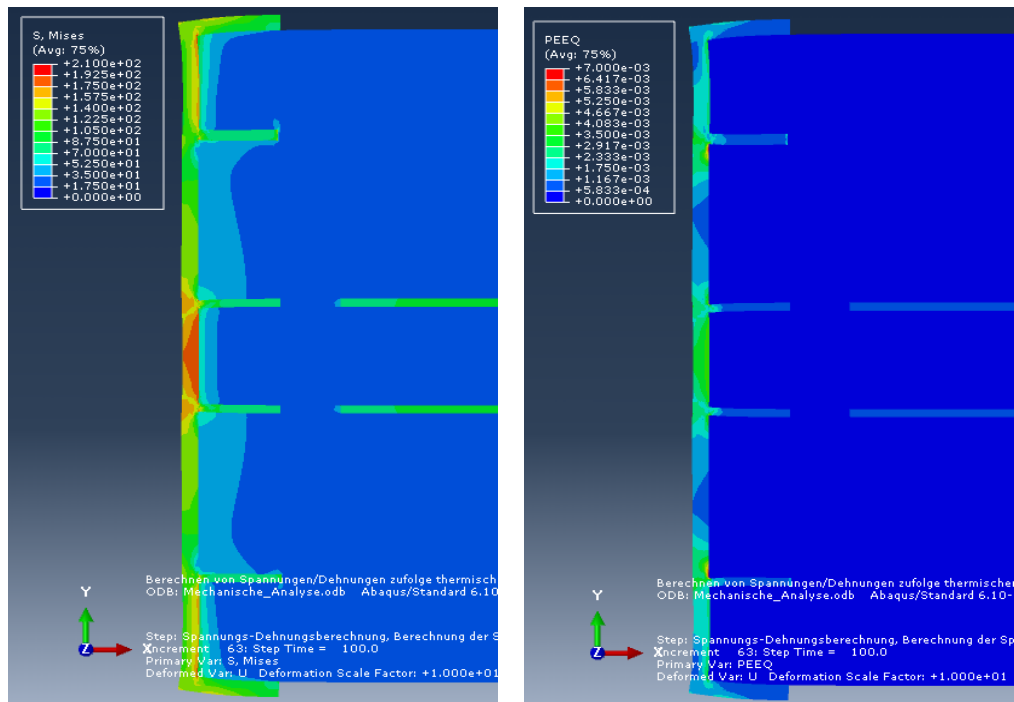 S, Mises
(Avg: 75%)
+2.100e+02
+1.925e+02
+1.750e+02
+1.575e+02
+1.400e+02
+1.225e+02
+1.050e+02
+8.750e+01
+7.000e+01
+5.250e+01
+3.500e+01
+1.750e+01
+0.000e+00
Y
X
Z
Berechnen von Spannungen/Dehnungen zufolge thermisch
ODB: Mechanische_Analyse.odb Abaqus/Standard 6.10
Step: Spannungs-Dehnungsberechnung, Berechnung der S
Increment 63: Step Time = 100.0
Primary Var: S, Mises
Deformed Var: U Deformation Scale Factor: +1.000e+01
PEEQ
(Avg: 75%)
+7.000e-03
+6.417e-03
+5.833e-03
+5.250e-03
+4.667e-03
+4.083e-03
+3.500e-03
+2.917e-03
+2.333e-03
+1.750e-03
+1.167e-03
+5.833e-04
+0.000e+00
Y
X
Z
Berechnen von Spannungen/Dehnungen zufolge thermischer
ODB: Mechanische_Analyse.odb Abaqus/Standard 6.10-
Step: Spannungs-Dehnungsberechnung, Berechnung der Sp
Increment 63: Step Time = 100.0
Primary Var: PEEQ
Deformed Var: U Deformation Scale Factor: +1.000e+01